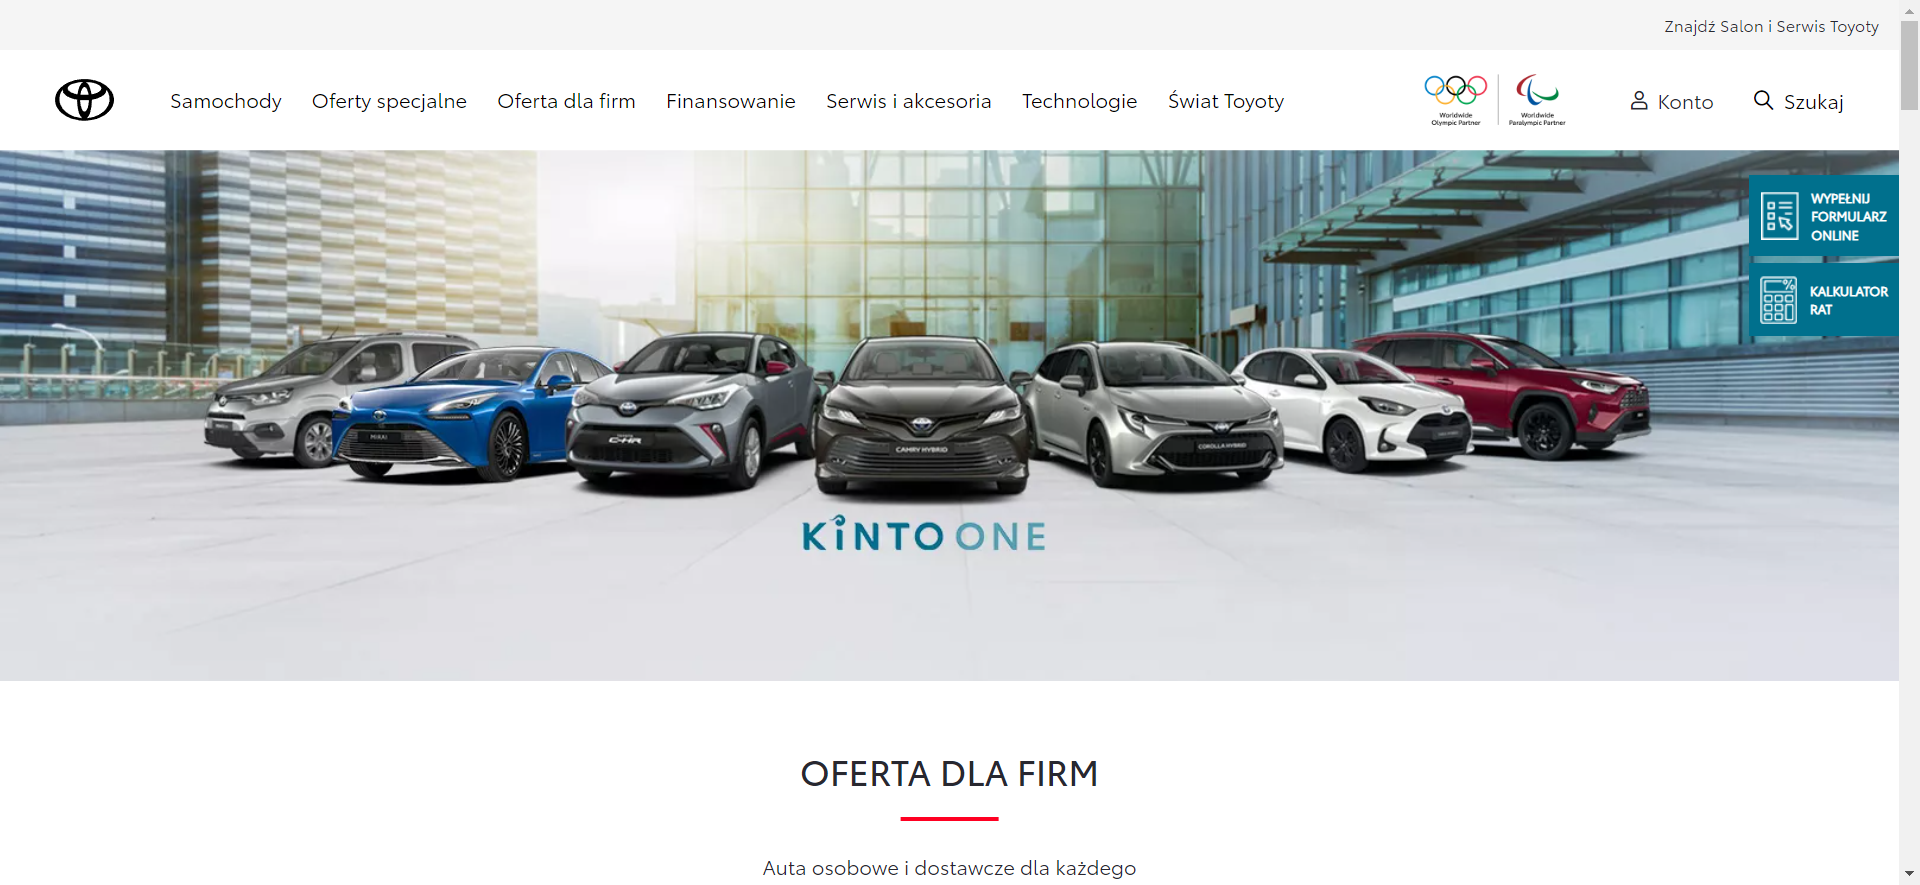 Znajdź Salon i Serwis Toyoty
Samochody Oferty specjalne Oferta dla firm Finansowanie Serwis i akcesoria Technologie Świat Toyoty
Worldwide
Olympic Partner
Worldwide
Paralympic Partner
Konto Szukaj
WYPEŁNIJ
FORMULARZ
ONLINE
KALKULATOR
RAT
MIRAI
C-HR
CAMRY HYBRID
COROLLA HYBRID
KINTO ONE
OFERTA DLA FIRM
Auta osobowe i dostawcze dla każdego